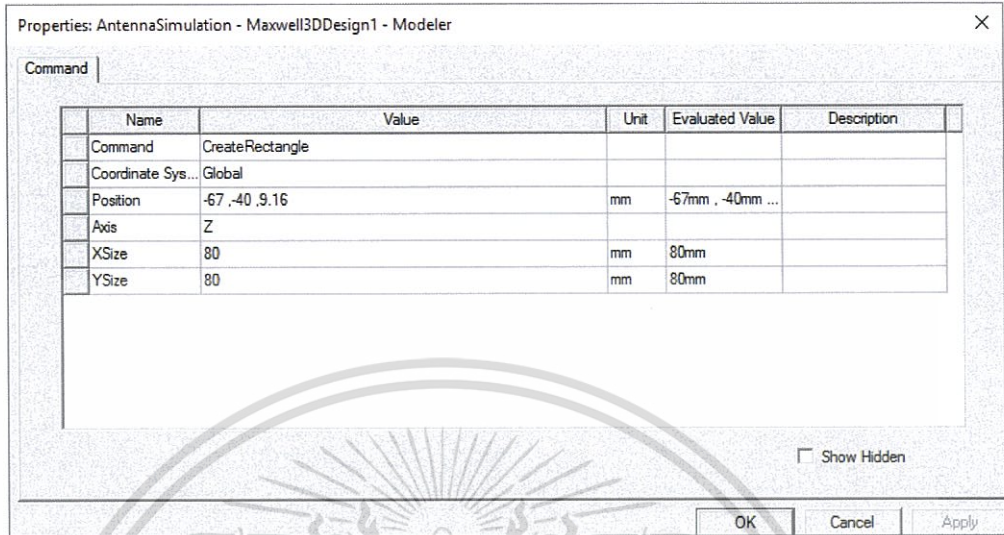 Properties: AntennaSimulation - Maxwell3DDesign1 - Modeler
Command
Name Value Unit Evaluated Value Description
Command CreateRectangle
Coordinate Sys... Global
Position -67 ,-40 ,9.16 mm -67mm , -40mm ...
Axis Z
XSize 80 mm 80mm
YSize 80 mm 80mm
Show Hidden
OK Cancel Apply